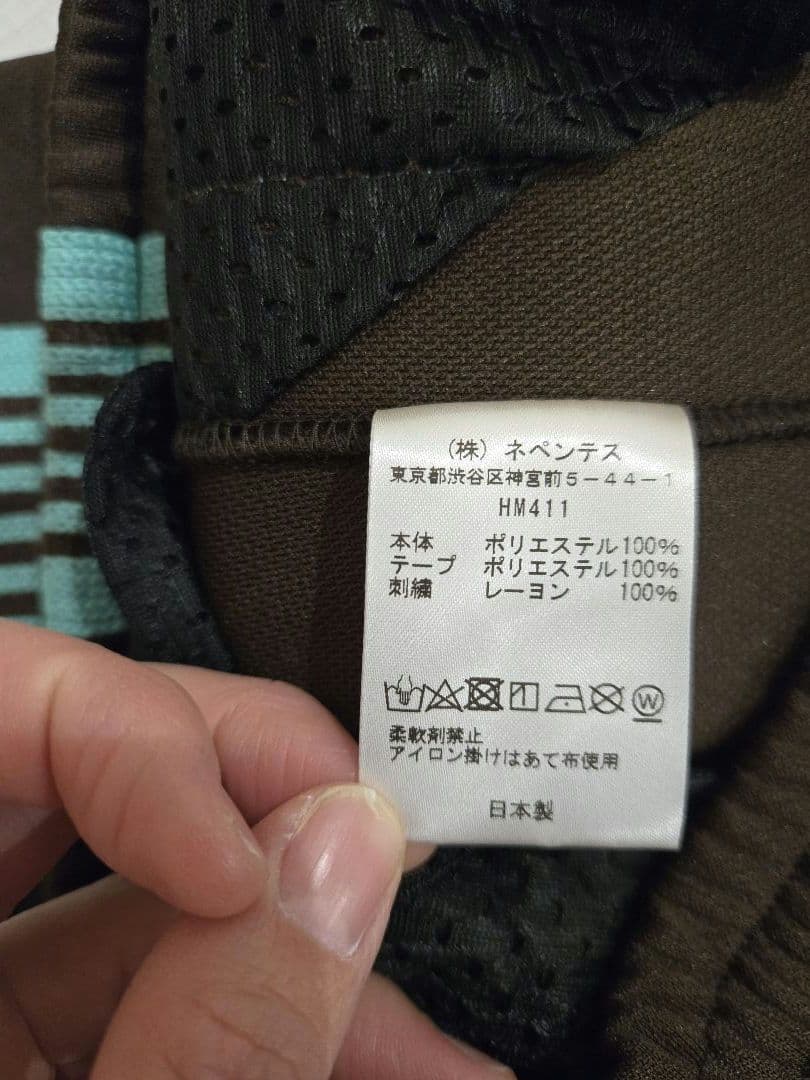 (株) ネペンテス
東京都渋谷区神宮前5-44-1
HM411
本体 ポリエステル100%
テープ ポリエステル100%
刺繍 レーヨン 100%
W
柔軟剤禁止
アイロン掛けはあて布使用
日本製